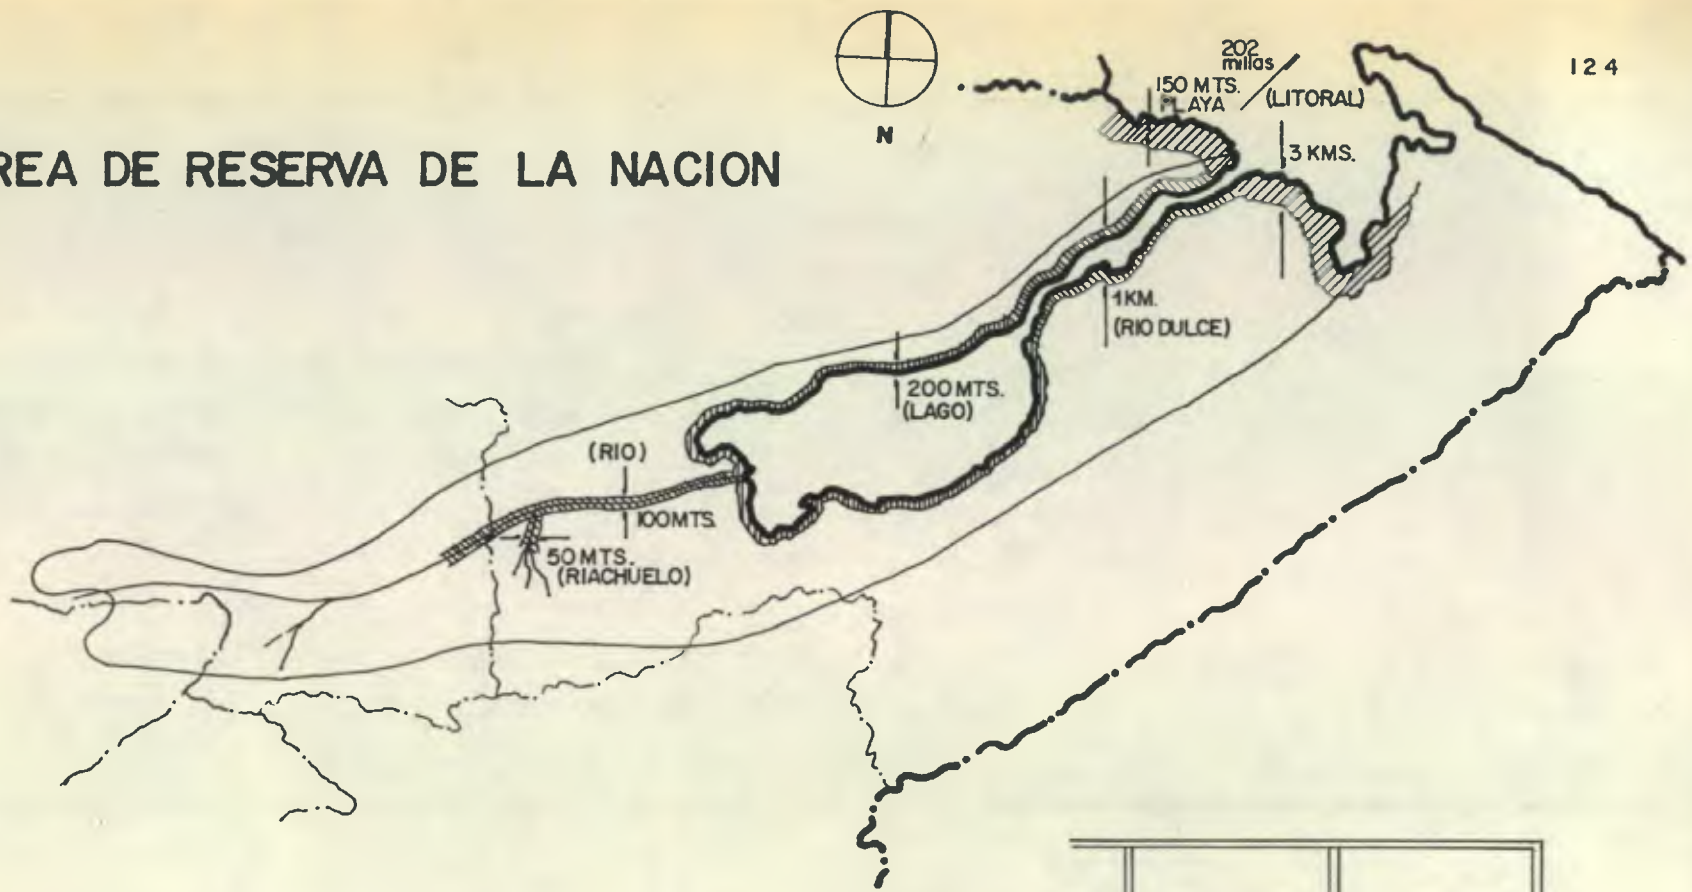 124
REA DE RESERVA DE LA NACION
N
202
millas
150 MTS.
PLAYA
(LITORAL)
3 KMS.
1 KM.
(RIO DULCE)
200 MTS.
(LAGO)
(RIO)
100 MTS.
50 MTS.
(RIACHUELO)